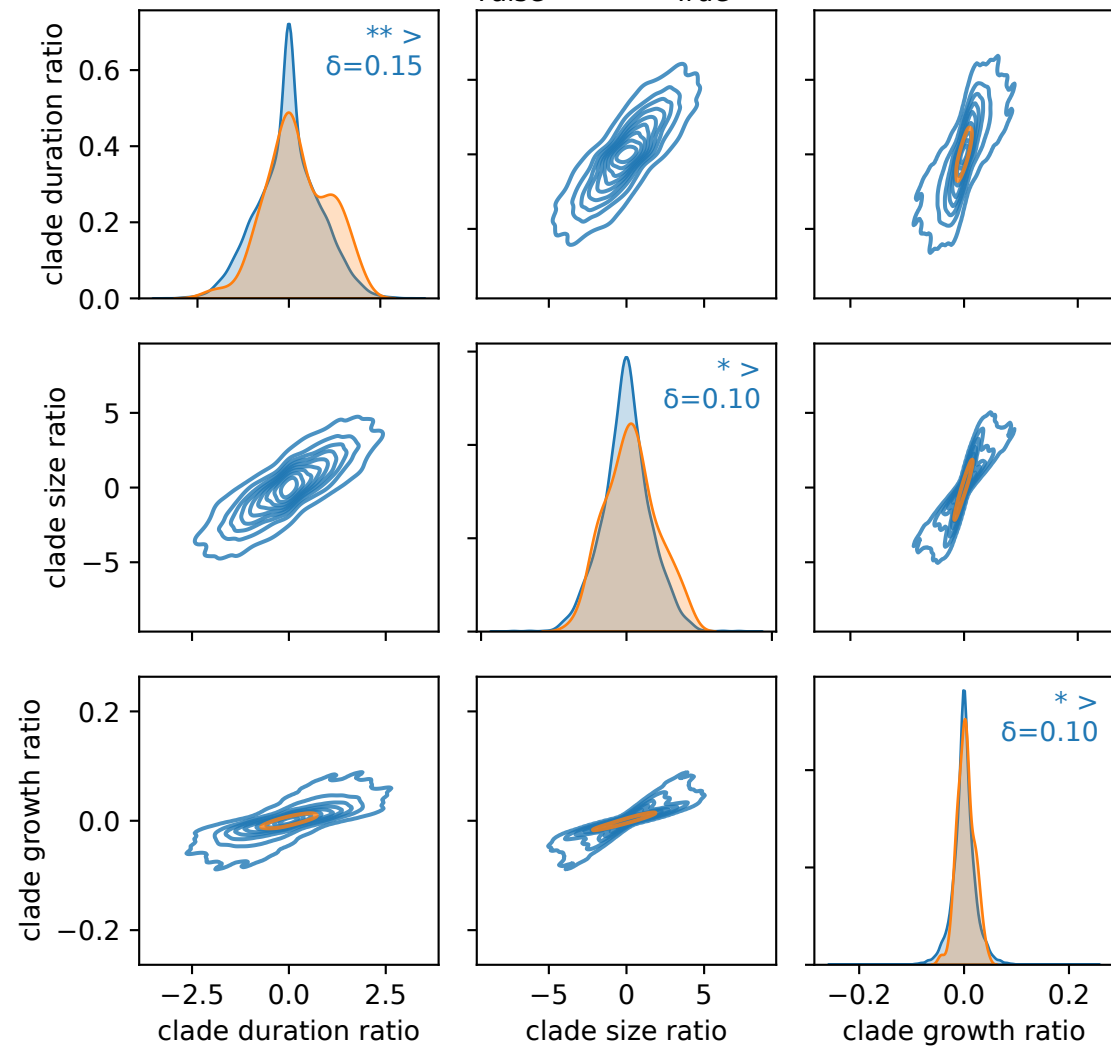 clade duration ratio
0.6
0.4
0.2
0.0
** >
δ=0.15
clade size ratio
5
0
−5
* >
δ=0.10
clade growth ratio
0.2
0.0
−0.2
* >
δ=0.10
−2.5 0.0 2.5
−5 0 5
−0.2 0.0 0.2
clade duration ratio
clade size ratio
clade growth ratio